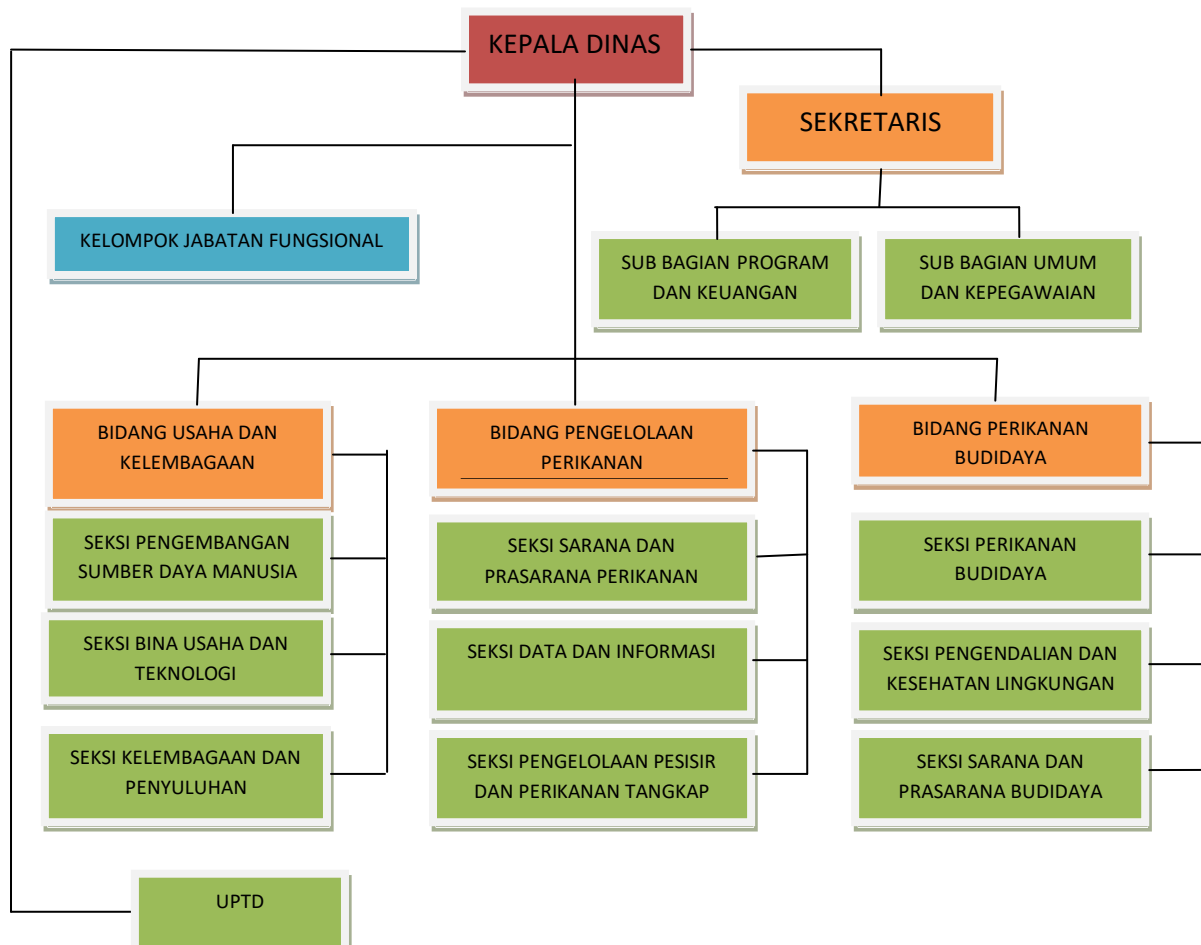 KEPALA DINAS
SEKRETARIS
KELOMPOK JABATAN FUNGSIONAL
SUB BAGIAN PROGRAM
DAN KEUANGAN
SUB BAGIAN UMUM
DAN KEPEGAWAIAN
BIDANG USAHA DAN
KELEMBAGAAN
SEKSI PENGEMBANGAN
SUMBER DAYA MANUSIA
SEKSI BINA USAHA DAN
TEKNOLOGI
SEKSI KELEMBAGAAN DAN
PENYULUHAN
BIDANG PENGELOLAAN
PERIKANAN
SEKSI SARANA DAN
PRASARANA PERIKANAN
SEKSI DATA DAN INFORMASI
SEKSI PENGELOLAAN PESISIR
DAN PERIKANAN TANGKAP
BIDANG PERIKANAN
BUDIDAYA
SEKSI PERIKANAN
BUDIDAYA
SEKSI PENGENDALIAN DAN
KESEHATAN LINGKUNGAN
SEKSI SARANA DAN
PRASARANA BUDIDAYA
UPTD